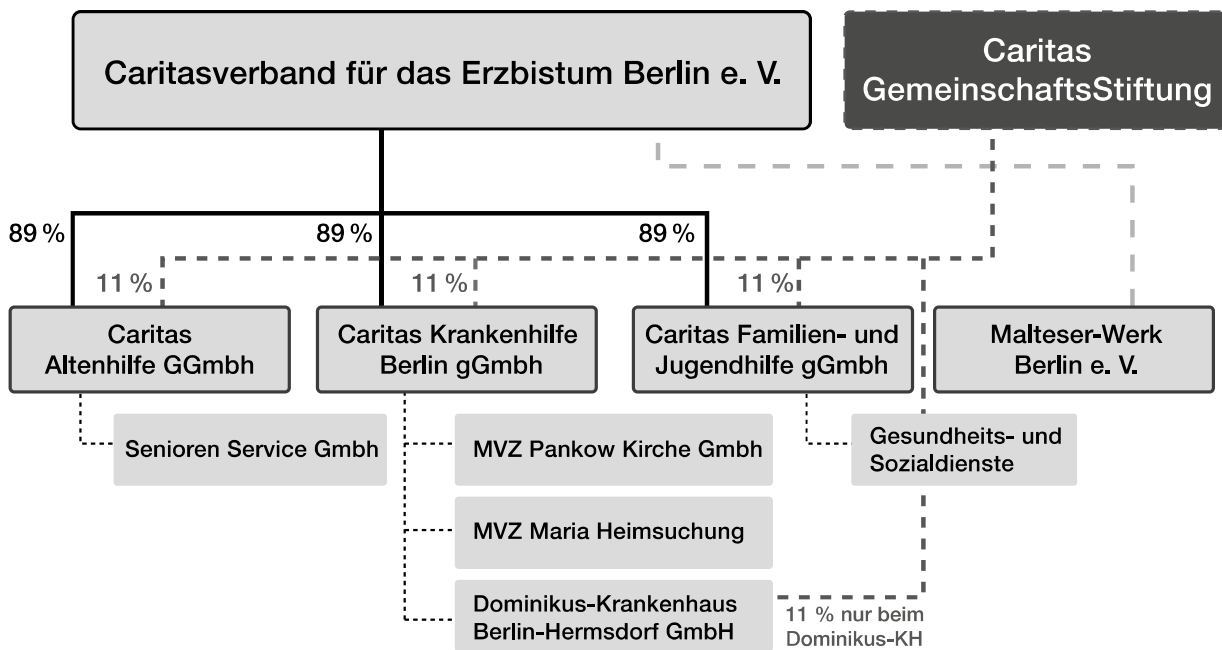 Caritasverband für das Erzbistum Berlin e. V.
Caritas
GemeinschaftsStiftung
89 %
89 %
89 %
11 %
11 %
11 %
Caritas
Altenhilfe GGmbh
Caritas Krankenhilfe
Berlin gGmbh
Caritas Familien- und
Jugendhilfe gGmbh
Malteser-Werk
Berlin e. V.
Senioren Service Gmbh
MVZ Pankow Kirche Gmbh
Gesundheits- und
Sozialdienste
MVZ Maria Heimsuchung
Dominikus-Krankenhaus
Berlin-Hermsdorf GmbH
11 % nur beim
Dominikus-KH